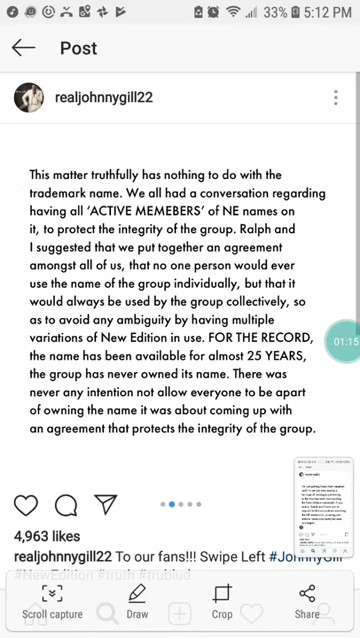 33% 5:12 PM
Post
realjohnnygill22
This matter truthfully has nothing to do with the
trademark name. We all had a conversation regarding
having all ‘ACTIVE MEMEBERS’ of NE names on
it, to protect the integrity of the group. Ralph and
I suggested that we put together an agreement
amongst all of us, that no one person would ever
use the name of the group individually, but that it
would always be used by the group collectively, so
as to avoid any ambiguity by having multiple
variations of New Edition in use. FOR THE RECORD,
the name has been available for almost 25 YEARS,
the group has never owned its name. There was
never any intention not allow everyone to be apart
of owning the name it was about coming up with
an agreement that protects the integrity of the group.
01:15
4,963 likes
realjohnnygill22 To our fans!!! Swipe Left #JohnnyGill
#NewEdition #truth #trublud
Scroll capture Draw Crop Share